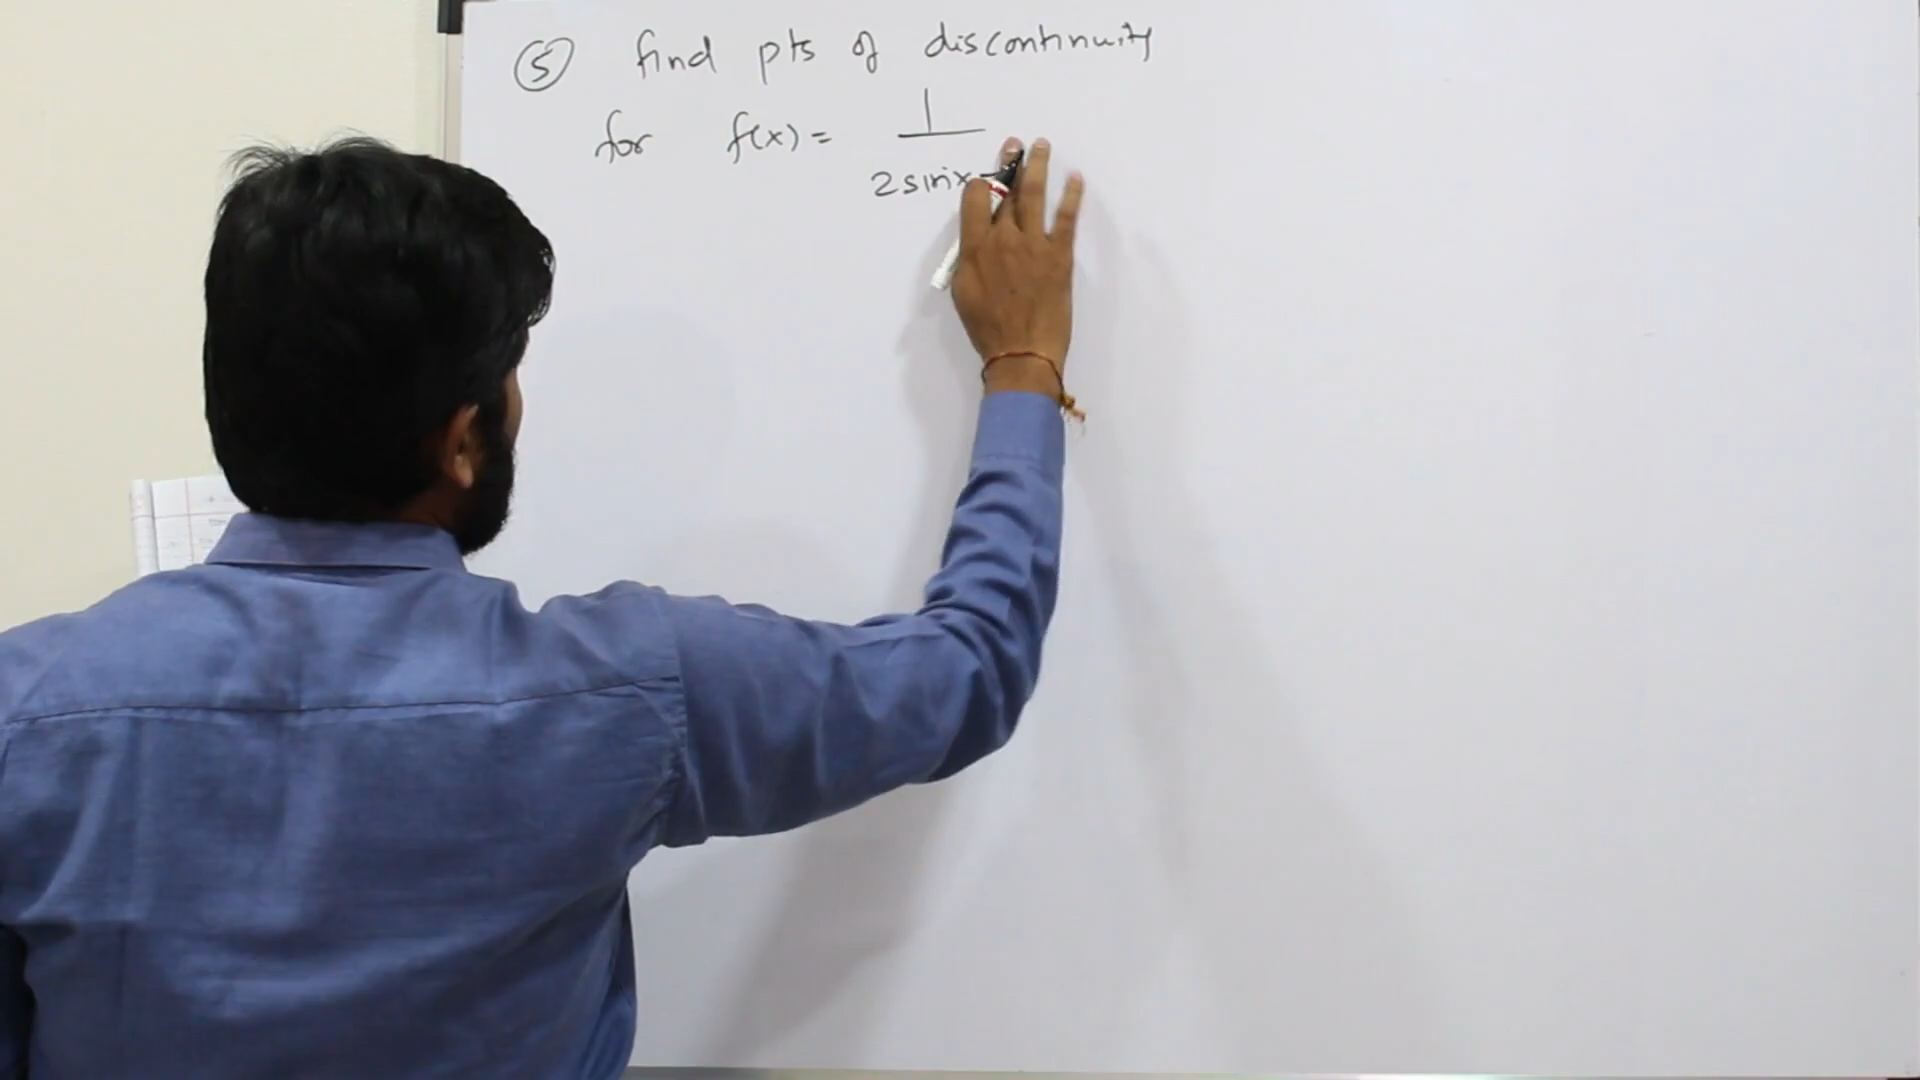 ⑤ find pts of discontinuity
for f(x) = 1
2sinx-